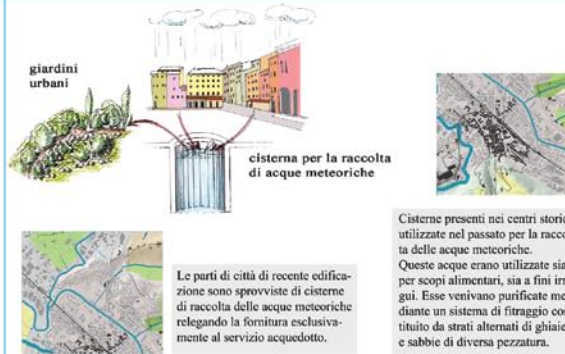 giardini
urbani
cisterna per la raccolta
di acque meteoriche
Le parti di città di recente edifica-
zione sono sprovviste di cisterne
di raccolta delle acque meteoriche
relegando la fornitura esclusiva-
mente al servizio acquedotto.
Cisterne presenti nei centri storic
utilizzate nel passato per la racco
ta delle acque meteoriche.
Queste acque erano utilizzate sia
per scopi alimentari, sia a fini irr
gui. Esse venivano purificate me
diante un sistema di fitraggio cos
tituito da strati alternati di ghiaie
e sabbie di diversa pezzatura.